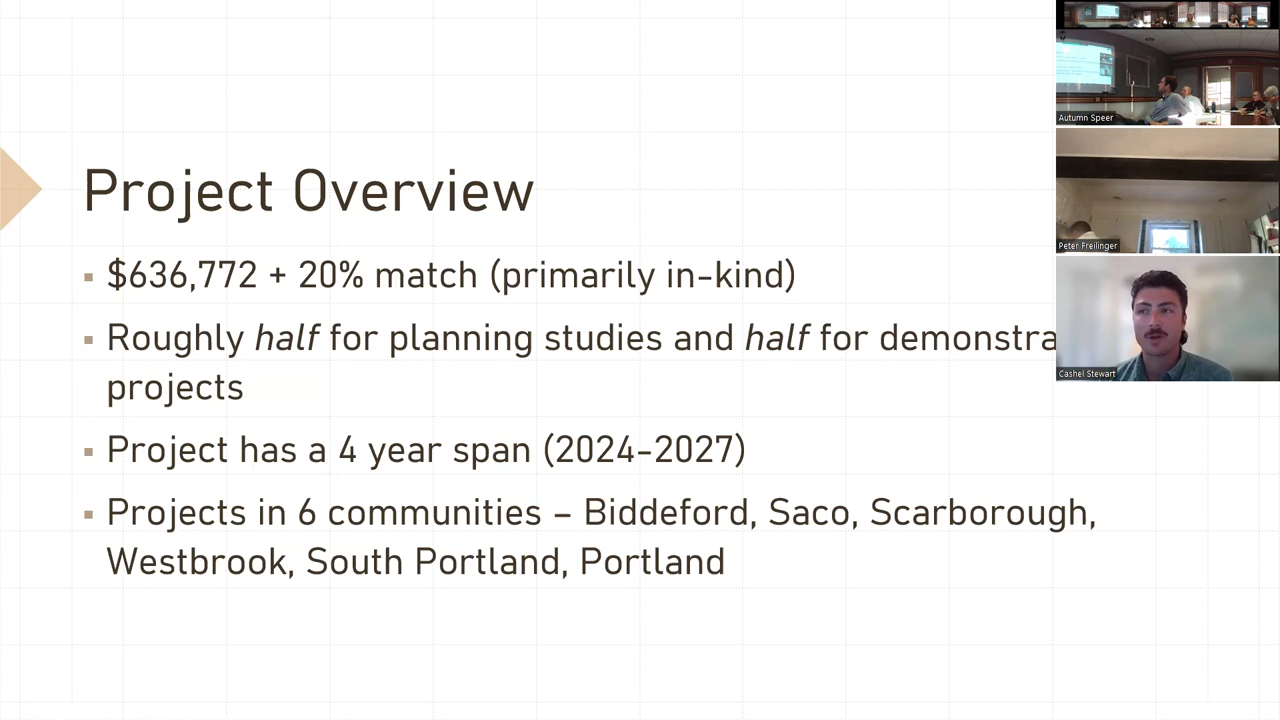 Project Overview
$636,772 + 20% match (primarily in-kind)
Roughly half for planning studies and half for demonstra
projects
Project has a 4 year span (2024-2027)
Projects in 6 communities – Biddeford, Saco, Scarborough,
Westbrook, South Portland, Portland
Autumn Speer
Peter Freilinger
Cashel Stewart